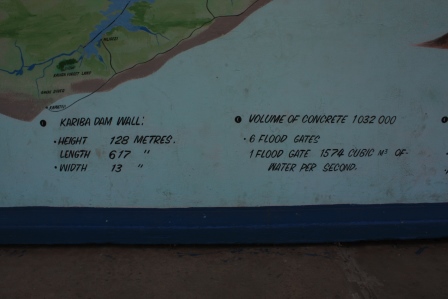 KARIBA DAM WALL:
• HEIGHT 128 METRES.
LENGTH 617 "
• WIDTH 13 "
VOLUME OF CONCRETE 1032 000
• 6 FLOOD GATES
1 FLOOD GATE 1574 CUBIC M³ OF
WATER PER SECOND.